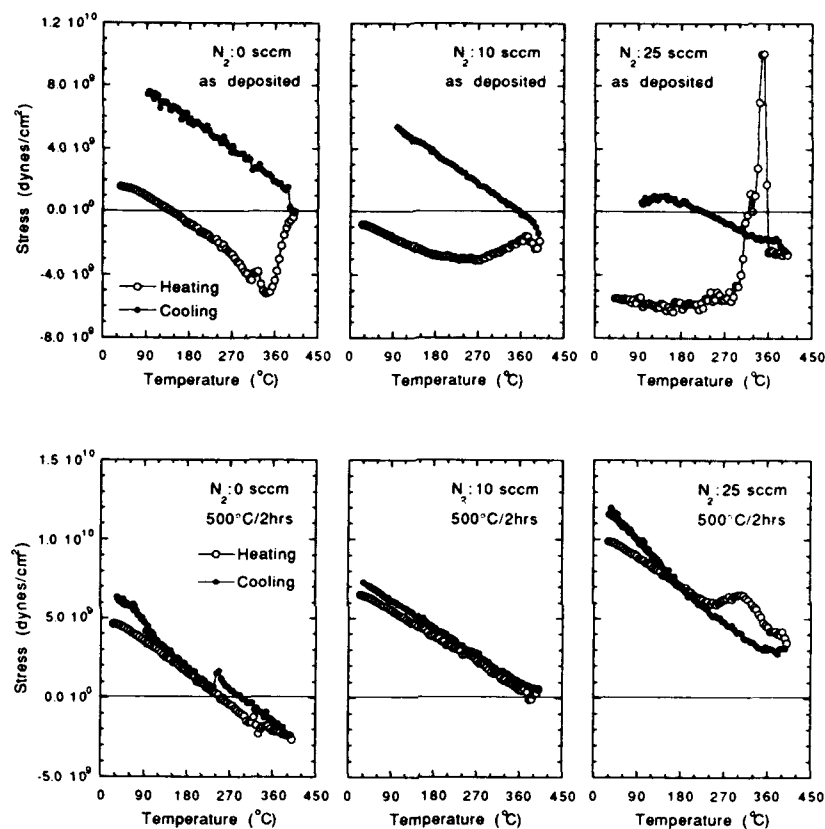 1.2 10¹⁰
8.0 10⁹
4.0 10⁹
0.0 10⁰
-4.0 10⁹
-8.0 10⁹
Stress (dynes/cm²)
N₂:0 sccm
as deposited
Heating
Cooling
0 90 180 270 360 450
Temperature (°C)
N₂:10 sccm
as deposited
0 90 180 270 360 450
Temperature (°C)
N₂:25 sccm
as deposited
0 90 180 270 360 450
Temperature (°C)
1.5 10¹⁰
1.0 10¹⁰
5.0 10⁹
0.0 10⁰
-5.0 10⁹
Stress (dynes/cm²)
N₂:0 sccm
500°C/2hrs
Heating
Cooling
0 90 180 270 360 450
Temperature (°C)
N₂:10 sccm
500°C/2hrs
0 90 180 270 360 450
Temperature (°C)
N₂:25 sccm
500°C/2hrs
0 90 180 270 360 450
Temperature (°C)